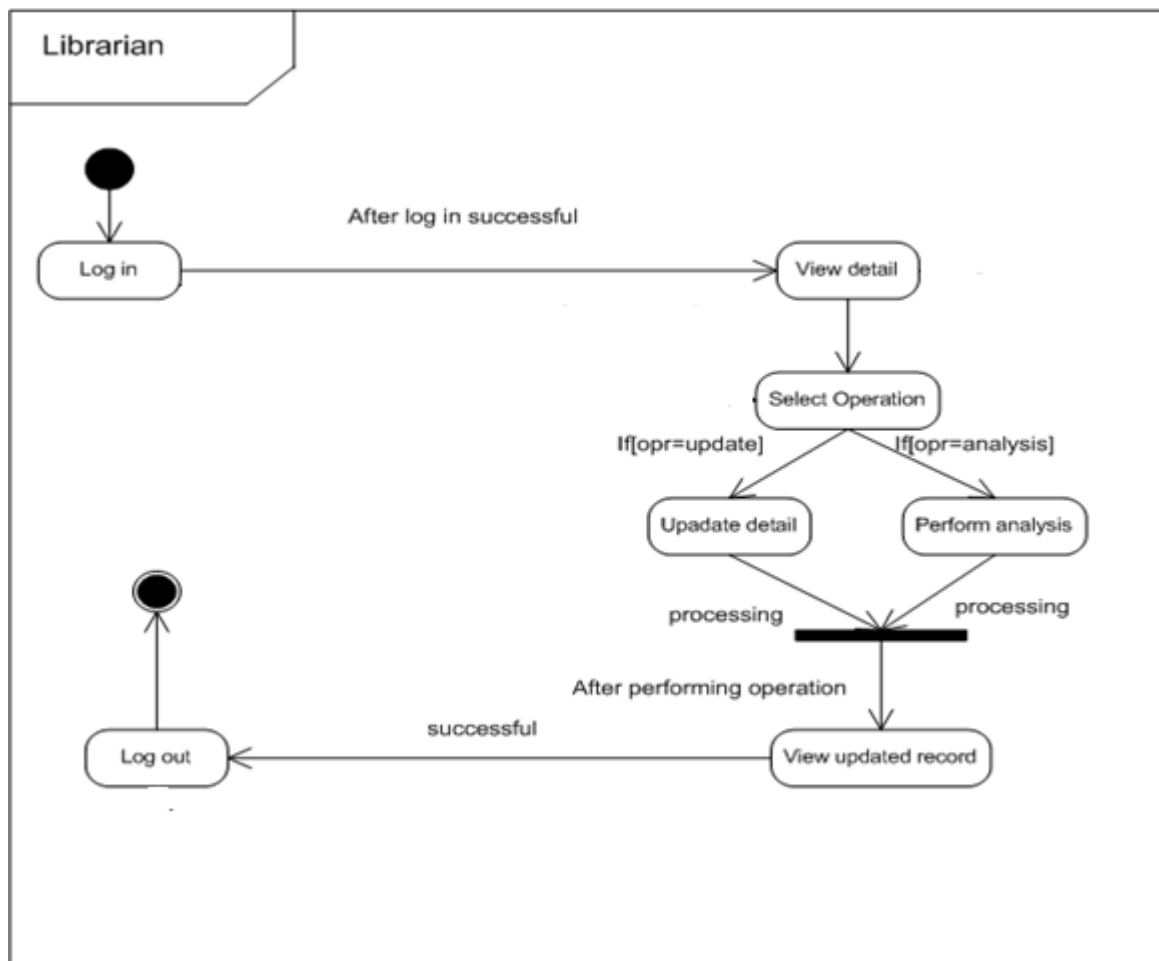 Librarian
After log in successful
Log in
View detail
Select Operation
If[opr=update]
If[opr=analysis]
Upadate detail
Perform analysis
processing
processing
After performing operation
successful
Log out
View updated record